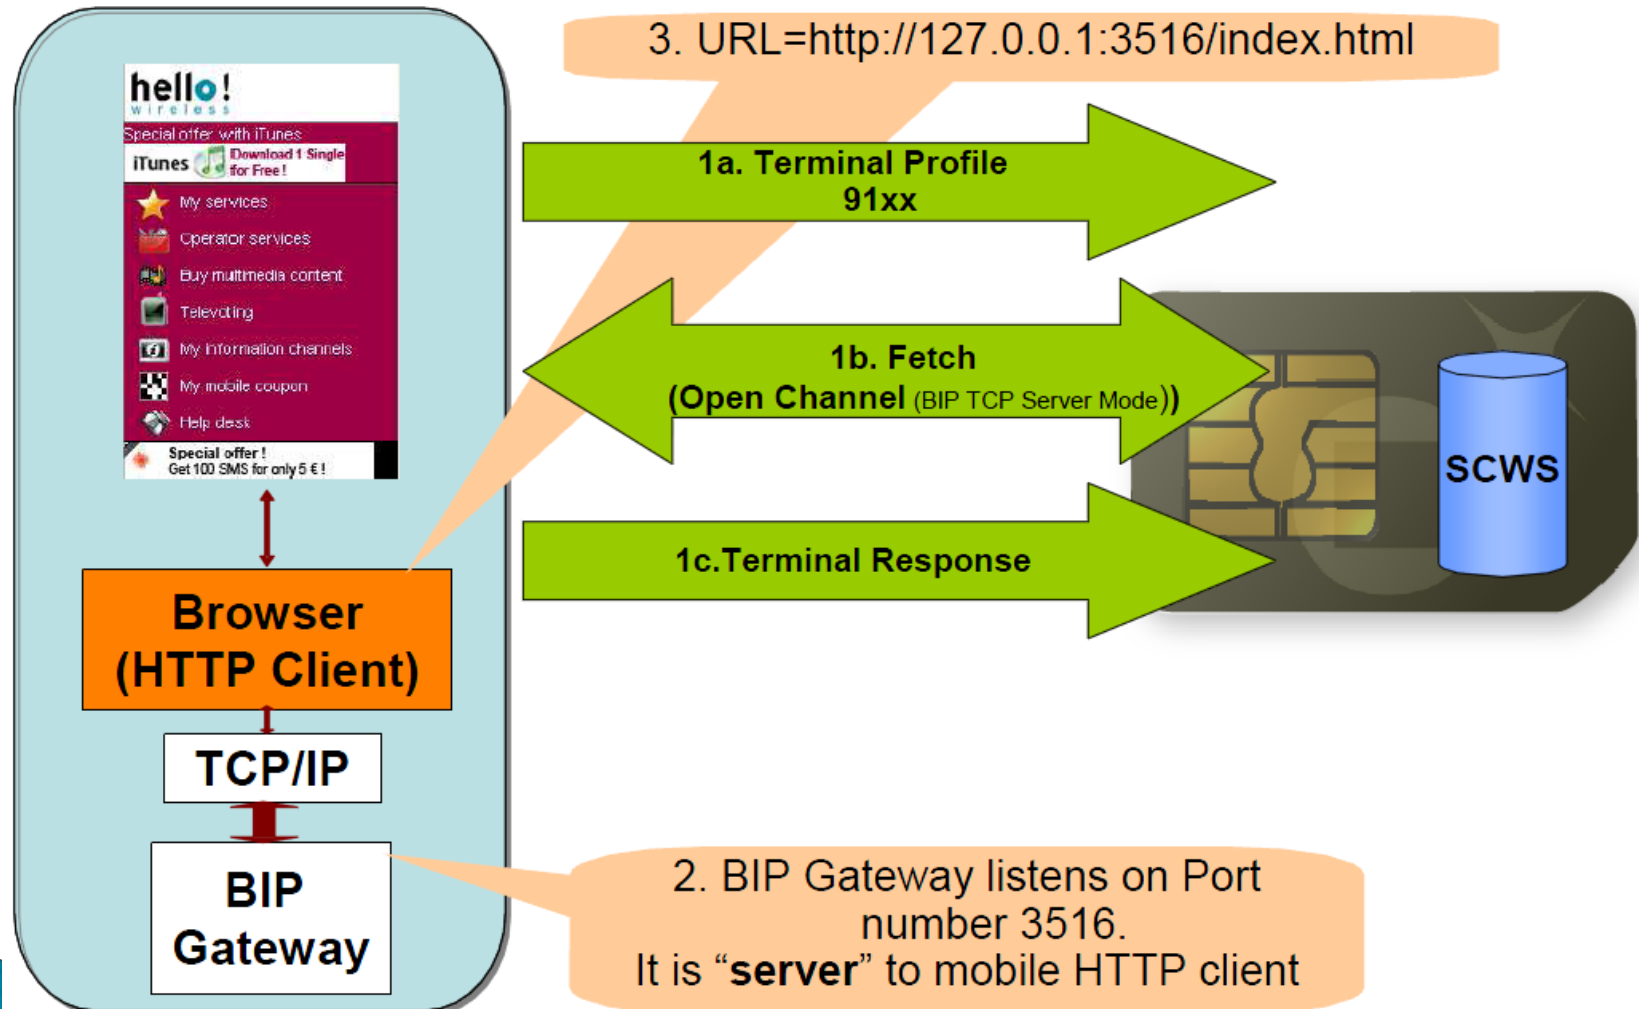 3. URL=http://127.0.0.1:3516/index.html
hello!
wireless
Special offer with iTunes
iTunes
Download 1 Single
for Free!
My services
Operator services
Buy multimedia content
Televoting
My information channels
My mobile coupon
Help desk
Special offer !
Get 100 SMS for only 5 € !
1a. Terminal Profile
91xx
1b. Fetch
(Open Channel (BIP TCP Server Mode))
SCWS
1c.Terminal Response
Browser
(HTTP Client)
TCP/IP
BIP
Gateway
2. BIP Gateway listens on Port
number 3516.
It is “server” to mobile HTTP client